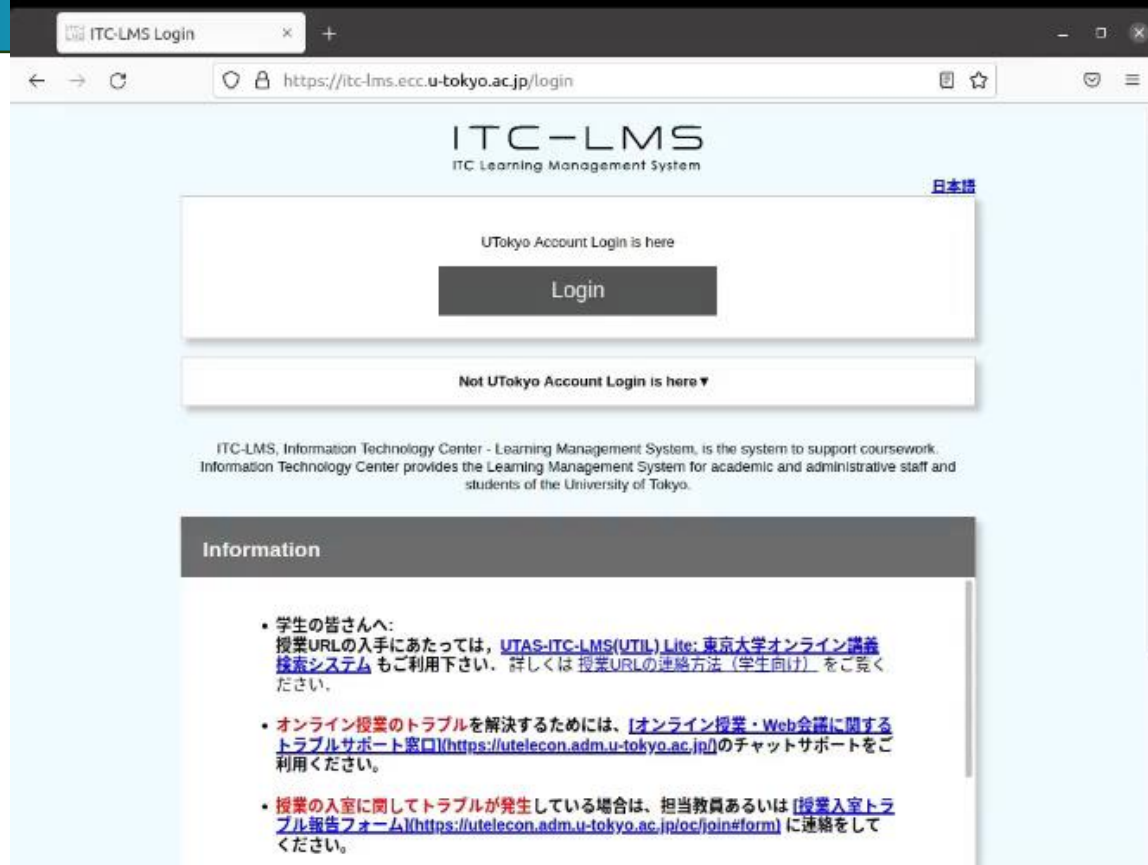 ITC-LMS Login
https://itc-lms.ecc.u-tokyo.ac.jp/login
ITC-LMS
ITC Learning Management System
日本語
UTokyo Account Login is here
Login
Not UTokyo Account Login is here▼
ITC-LMS, Information Technology Center - Learning Management System, is the system to support coursework.
Information Technology Center provides the Learning Management System for academic and administrative staff and
students of the University of Tokyo.
Information
• 学生の皆さんへ:
授業URLの入手にあたっては，UTAS-ITC-LMS(UTIL) Lite: 東京大学オンライン講義
検索システム もご利用下さい． 詳しくは 授業URLの連絡方法（学生向け） をご覧く
ださい．
• オンライン授業のトラブルを解決するためには、[オンライン授業・Web会議に関する
トラブルサポート窓口](https://utelecon.adm.u-tokyo.ac.jp/)のチャットサポートをご
利用ください。
• 授業の入室に関してトラブルが発生している場合は、担当教員あるいは [授業入室トラ
ブル報告フォーム](https://utelecon.adm.u-tokyo.ac.jp/oc/join#form) に連絡をして
ください。